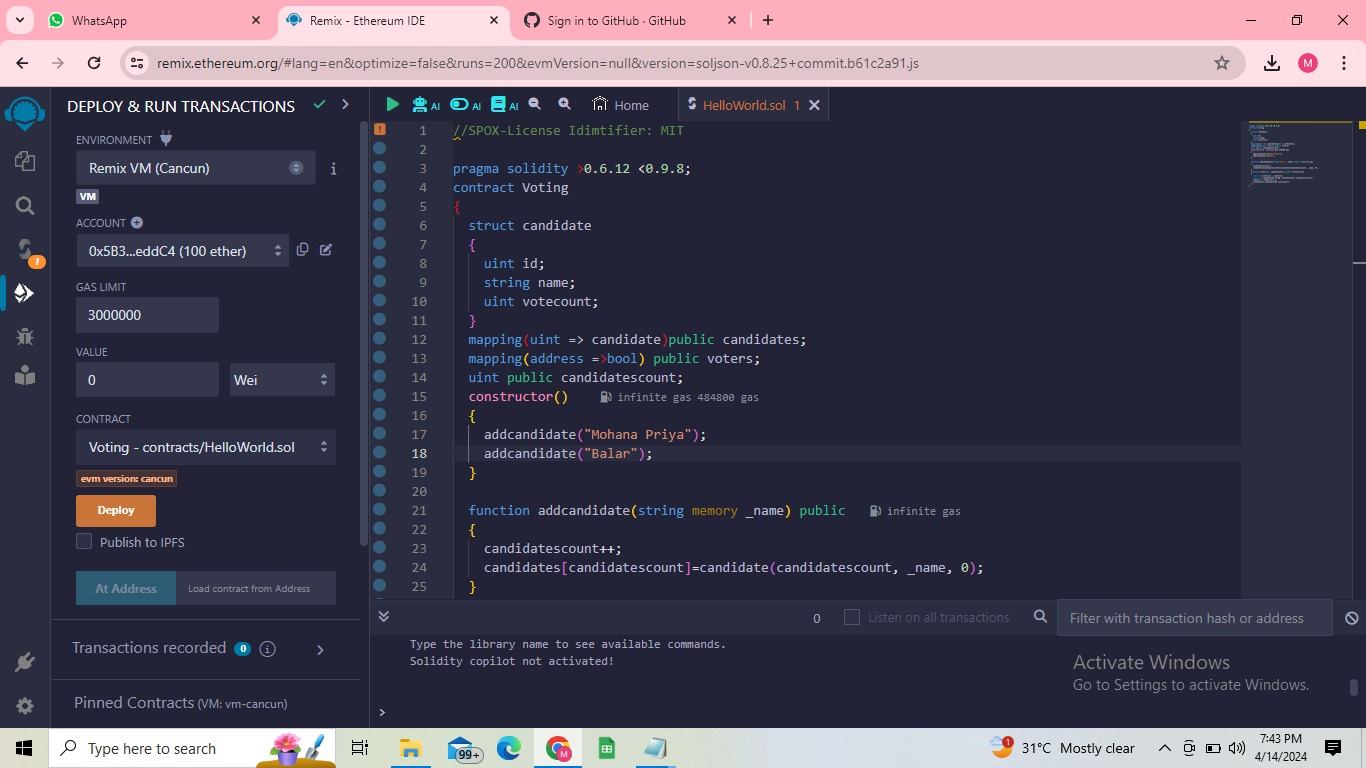 WhatsApp
Remix - Ethereum IDE
Sign in to GitHub · GitHub
remix.ethereum.org/#lang=en&optimize=false&runs=200&evmVersion=null&version=soljson-v0.8.25+commit.b61c2a91.js
M
DEPLOY & RUN TRANSACTIONS
AI
AI
AI
Home
HelloWorld.sol 1
ENVIRONMENT
Remix VM (Cancun)
VM
ACCOUNT
0x5B3...eddC4 (100 ether)
1
GAS LIMIT
3000000
VALUE
0
Wei
CONTRACT
Voting - contracts/HelloWorld.sol
evm version: cancun
Deploy
Publish to IPFS
At Address
Load contract from Address
Transactions recorded 0 i
Pinned Contracts (VM: vm-cancun)
1 //SPOX-License Idimtifier: MIT
2
3 pragma solidity >0.6.12 <0.9.8;
4 contract Voting
5 {
6 struct candidate
7 {
8 uint id;
9 string name;
10 uint votecount;
11 }
12 mapping(uint => candidate)public candidates;
13 mapping(address =>bool) public voters;
14 uint public candidatescount;
15 constructor() infinite gas 484800 gas
16 {
17 addcandidate("Mohana Priya");
18 addcandidate("Balar");
19 }
20
21 function addcandidate(string memory _name) public infinite gas
22 {
23 candidatescount++;
24 candidates[candidatescount]=candidate(candidatescount, _name, 0);
25 }
0
Listen on all transactions
Filter with transaction hash or address
Type the library name to see available commands.
Solidity copilot not activated!
>
Activate Windows
Go to Settings to activate Windows.
Type here to search
99+
M
1
31°C Mostly clear
7:43 PM
4/14/2024